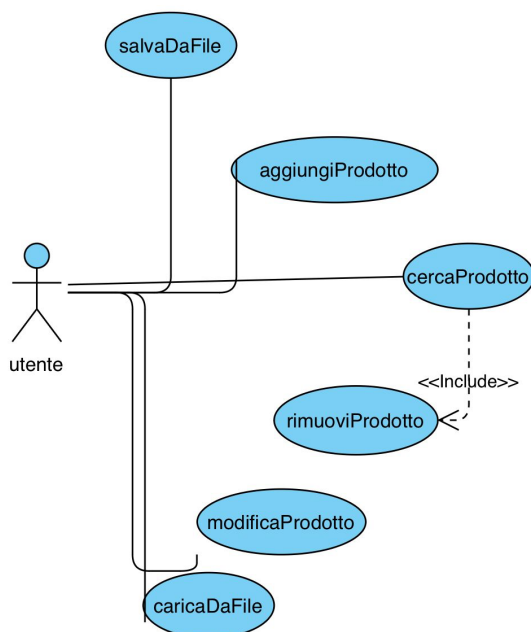 salvaDaFile
aggiungiProdotto
cercaProdotto
utente
<<Include>>
rimuoviProdotto
modificaProdotto
caricaDaFile